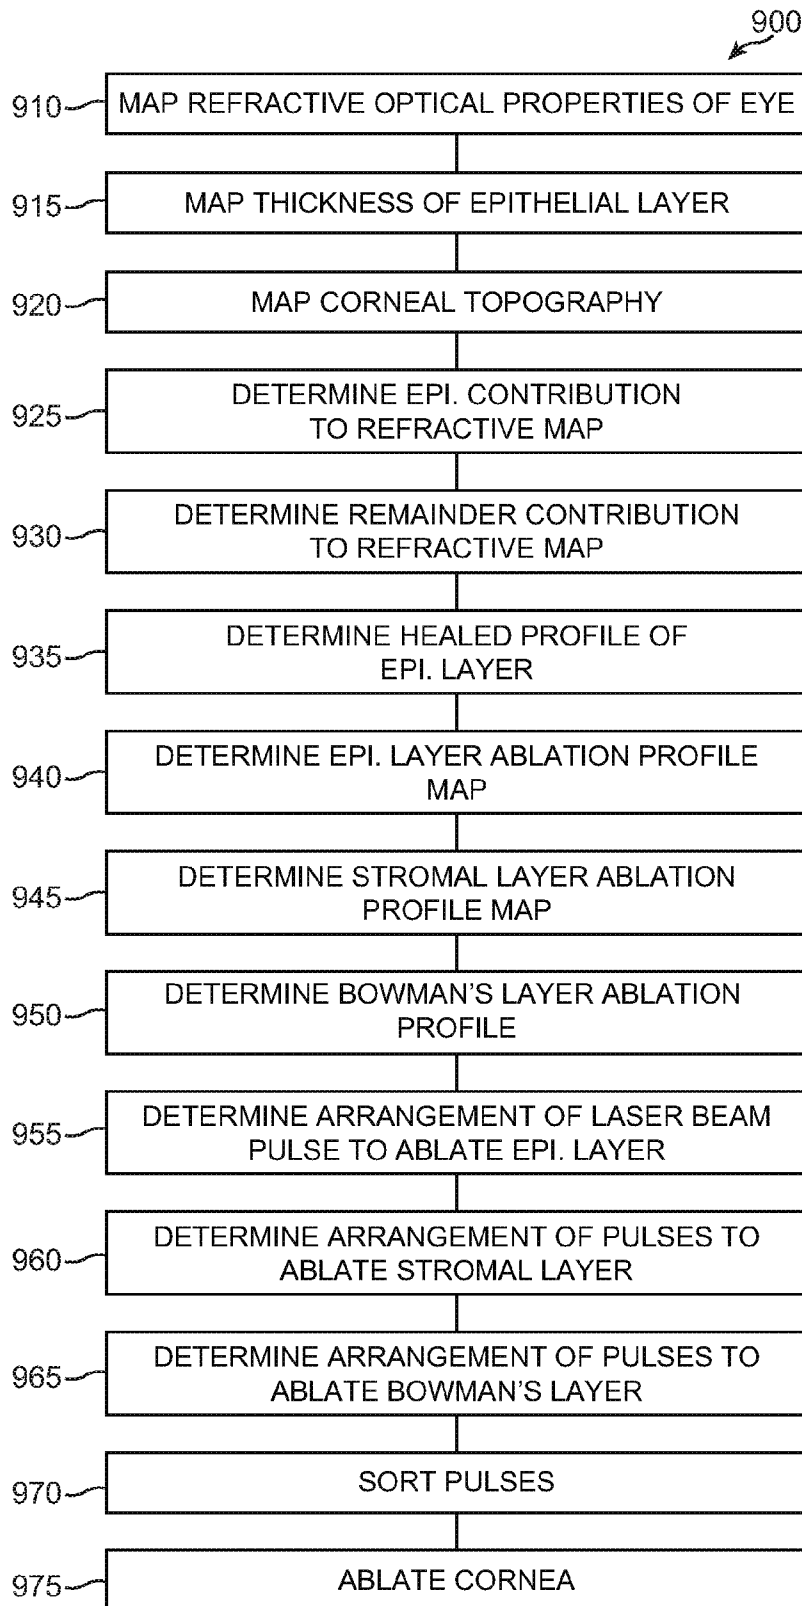 900
910 MAP REFRACTIVE OPTICAL PROPERTIES OF EYE
915 MAP THICKNESS OF EPITHELIAL LAYER
920 MAP CORNEAL TOPOGRAPHY
925 DETERMINE EPI. CONTRIBUTION
TO REFRACTIVE MAP
930 DETERMINE REMAINDER CONTRIBUTION
TO REFRACTIVE MAP
935 DETERMINE HEALED PROFILE OF
EPI. LAYER
940 DETERMINE EPI. LAYER ABLATION PROFILE
MAP
945 DETERMINE STROMAL LAYER ABLATION
PROFILE MAP
950 DETERMINE BOWMAN'S LAYER ABLATION
PROFILE
955 DETERMINE ARRANGEMENT OF LASER BEAM
PULSE TO ABLATE EPI. LAYER
960 DETERMINE ARRANGEMENT OF PULSES TO
ABLATE STROMAL LAYER
965 DETERMINE ARRANGEMENT OF PULSES TO
ABLATE BOWMAN'S LAYER
970 SORT PULSES
975 ABLATE CORNEA